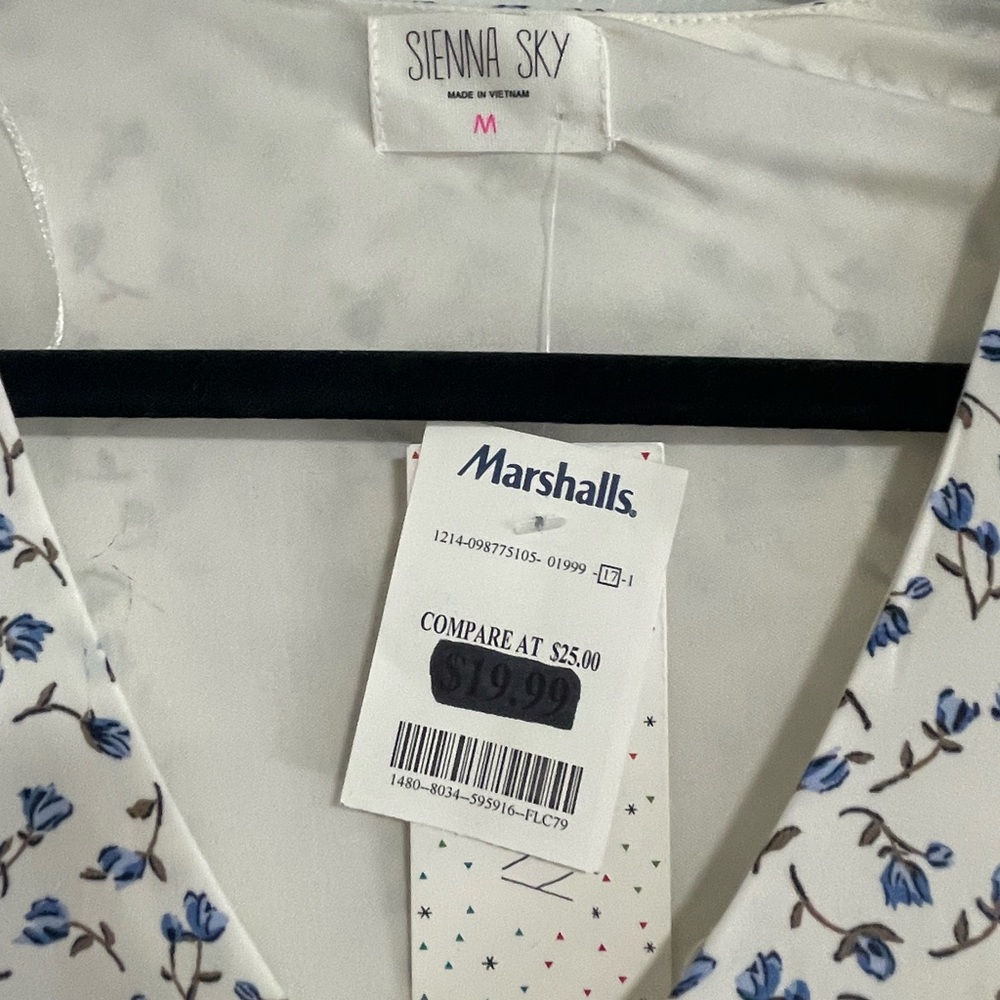 SIENNA SKY
MADE IN VIETNAM
M
Marshalls.
1214-098775105- 01999 -17-1
COMPARE AT $25.00
$19.99
1480-8034-595916-FLC79